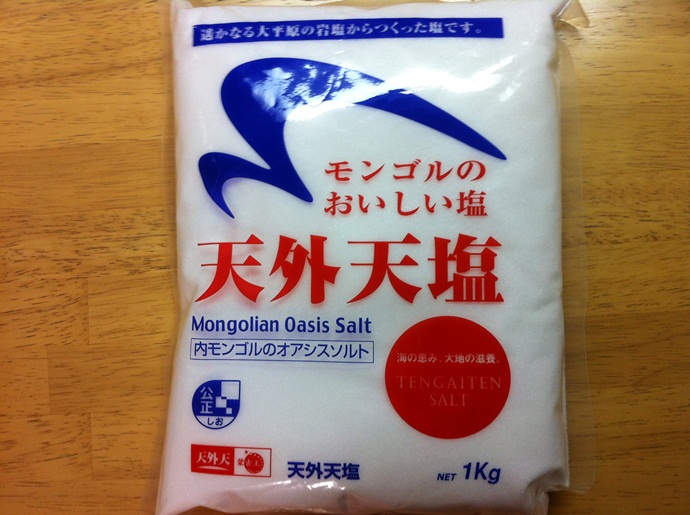 遥かなる大平原の岩塩からつくった塩です。
モンゴルの
おいしい塩
天外天塩
Mongolian Oasis Salt
内モンゴルのオアシスソルト
海の恵み、大地の滋養。
TENGAITEN
SALT
公正
しお
天外天
蒙古王
天外天塩
NET 1Kg